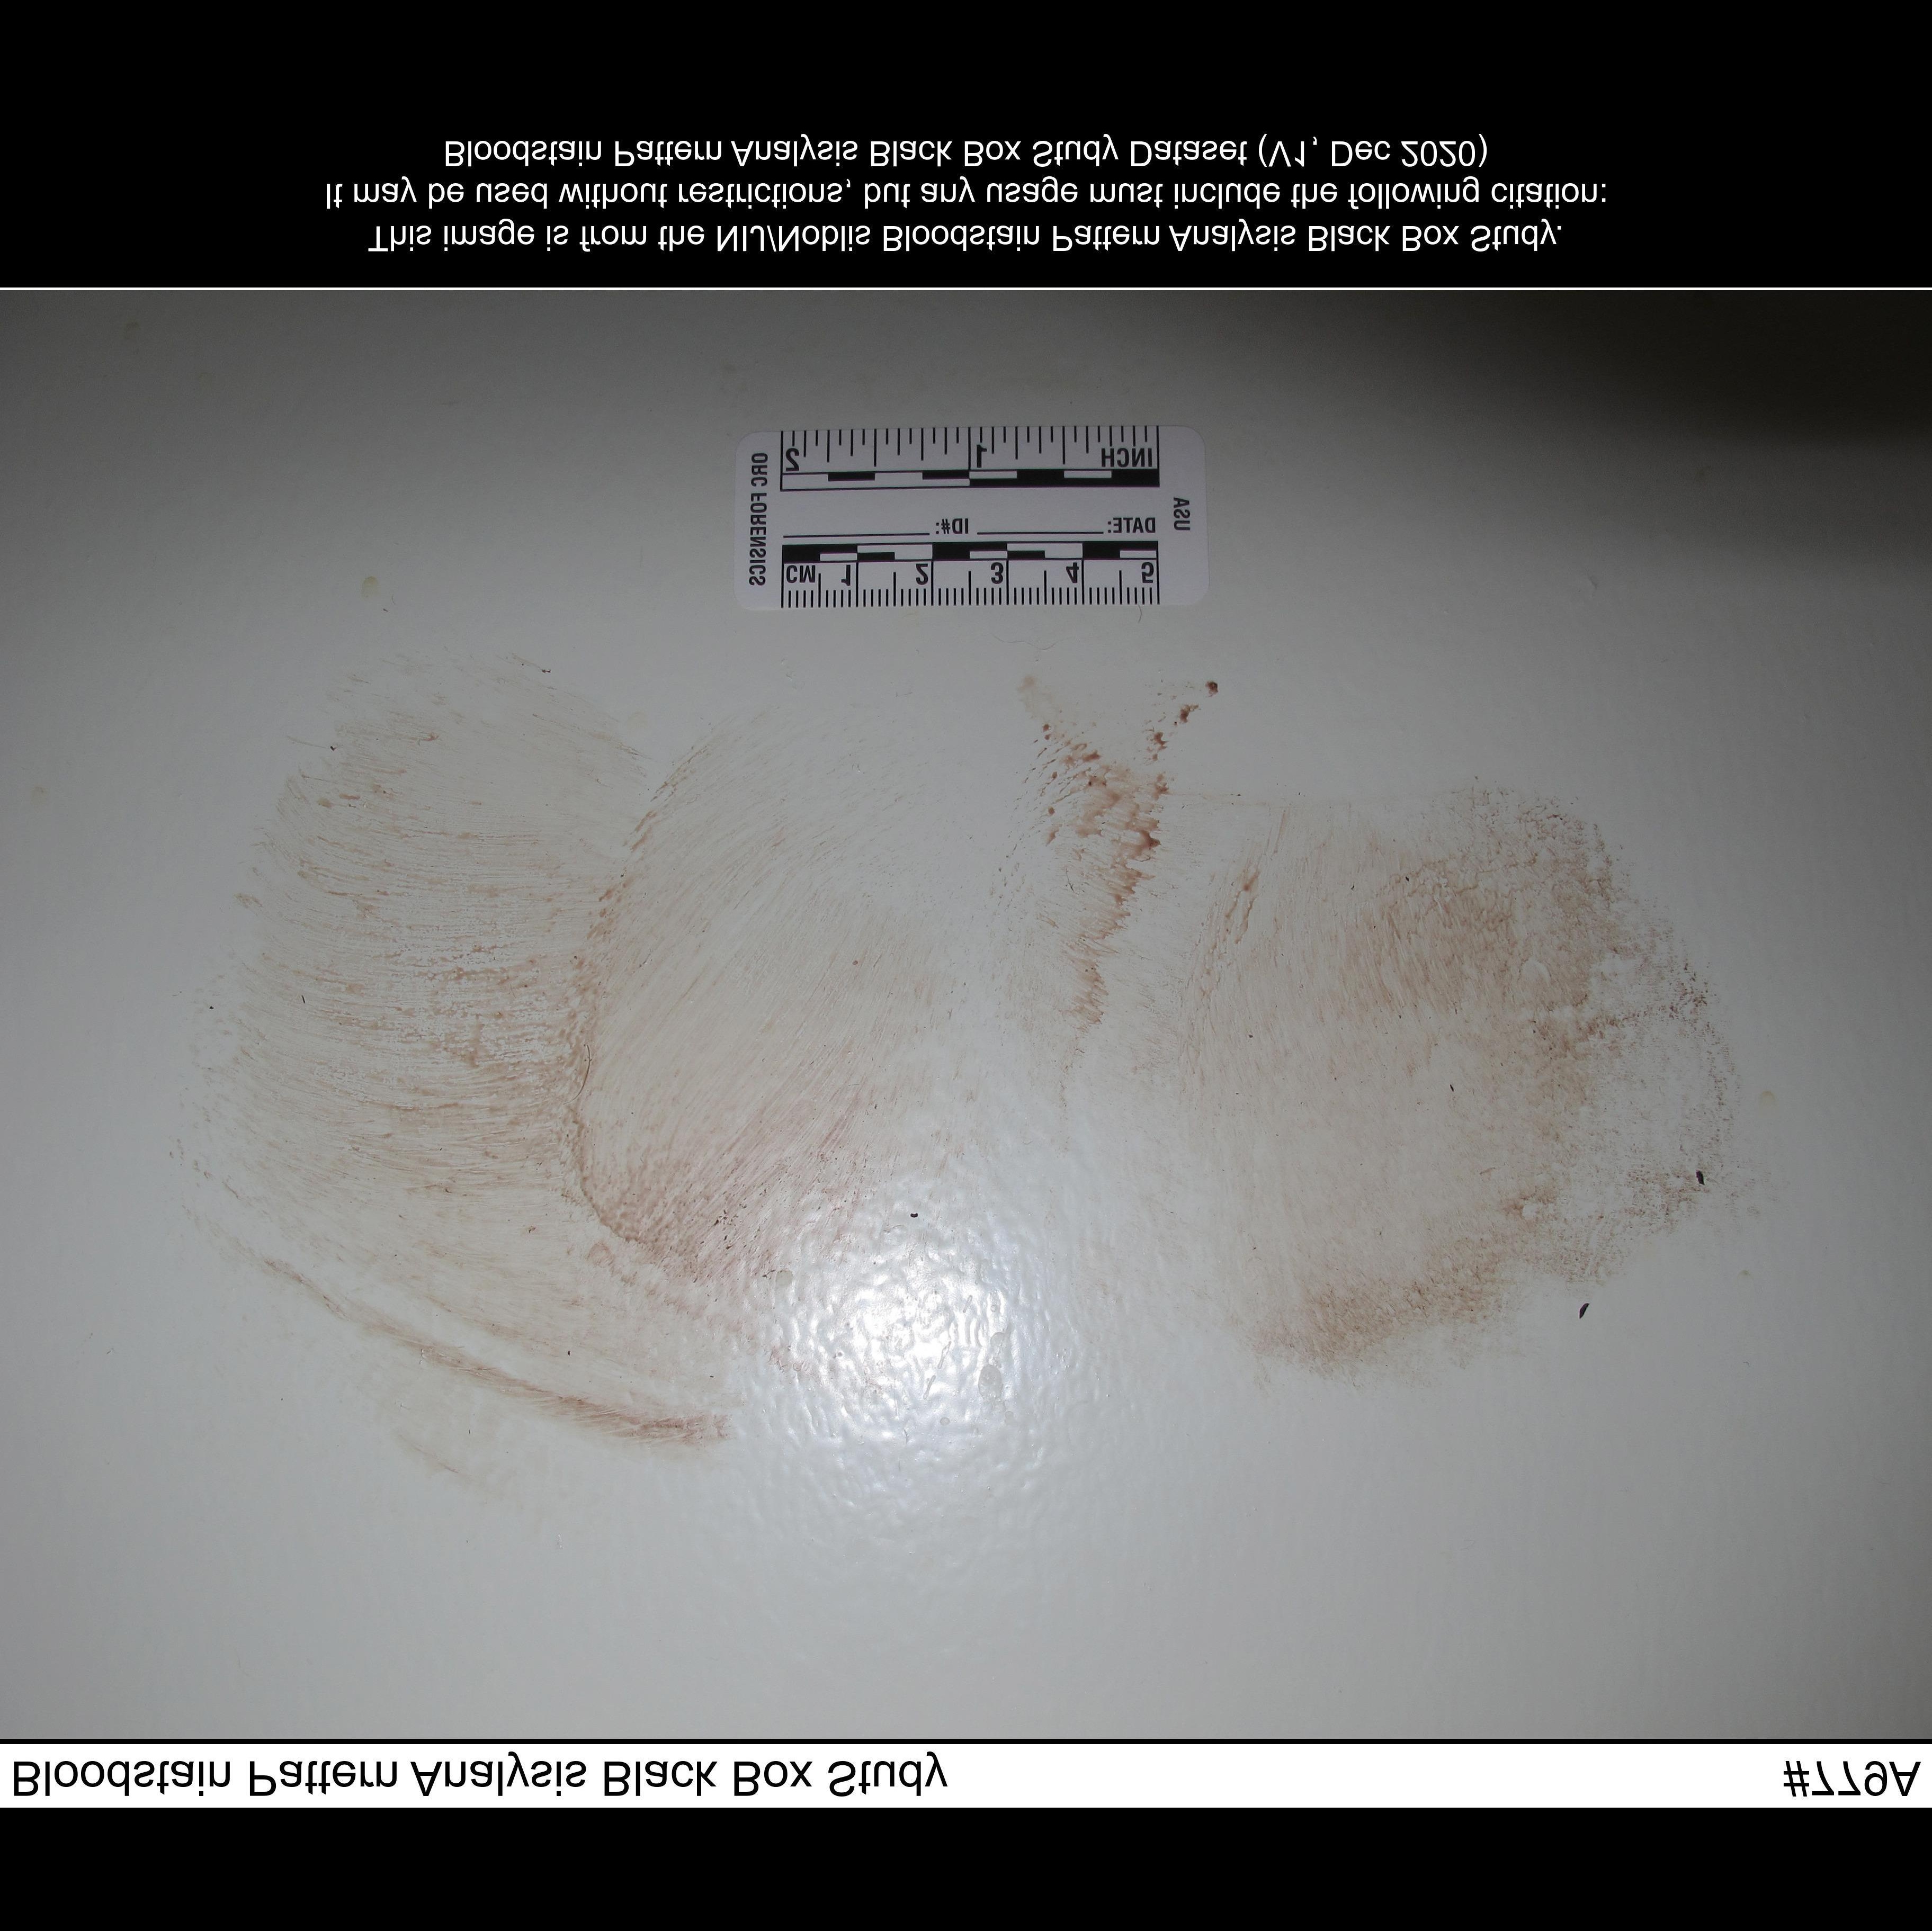 Bloodstain Pattern Analysis Black Box Study #779A
CM 1 2 3 4 5
DATE: ID#:
INCH 1 2
ORC FORENSICS
USA
This image is from the NIJ/Noblis Bloodstain Pattern Analysis Black Box Study.
It may be used without restrictions, but any usage must include the following citation:
Bloodstain Pattern Analysis Black Box Study Dataset (V1, Dec 2020)